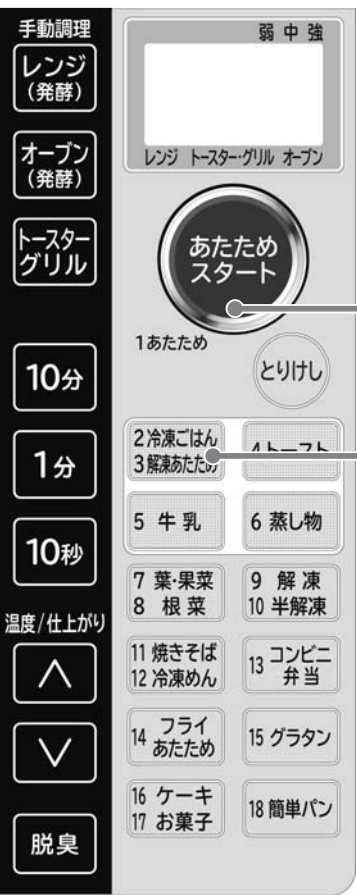 手動調理
レンジ
(発酵)
オーブン
(発酵)
トースター
グリル
10分
1分
10秒
温度/仕上がり
脱臭
弱 中 強
レンジ トースター・グリル オーブン
あたため
スタート
1あたため
とりけし
2冷凍ごはん
3解凍あたため
4トースト
5 牛乳
6 蒸し物
7 葉・果菜
8 根菜
9 解凍
10 半解凍
11 焼きそば
12 冷凍めん
13 コンビニ
弁当
14 フライ
あたため
15 グラタン
16 ケーキ
17 お菓子
18 簡単パン